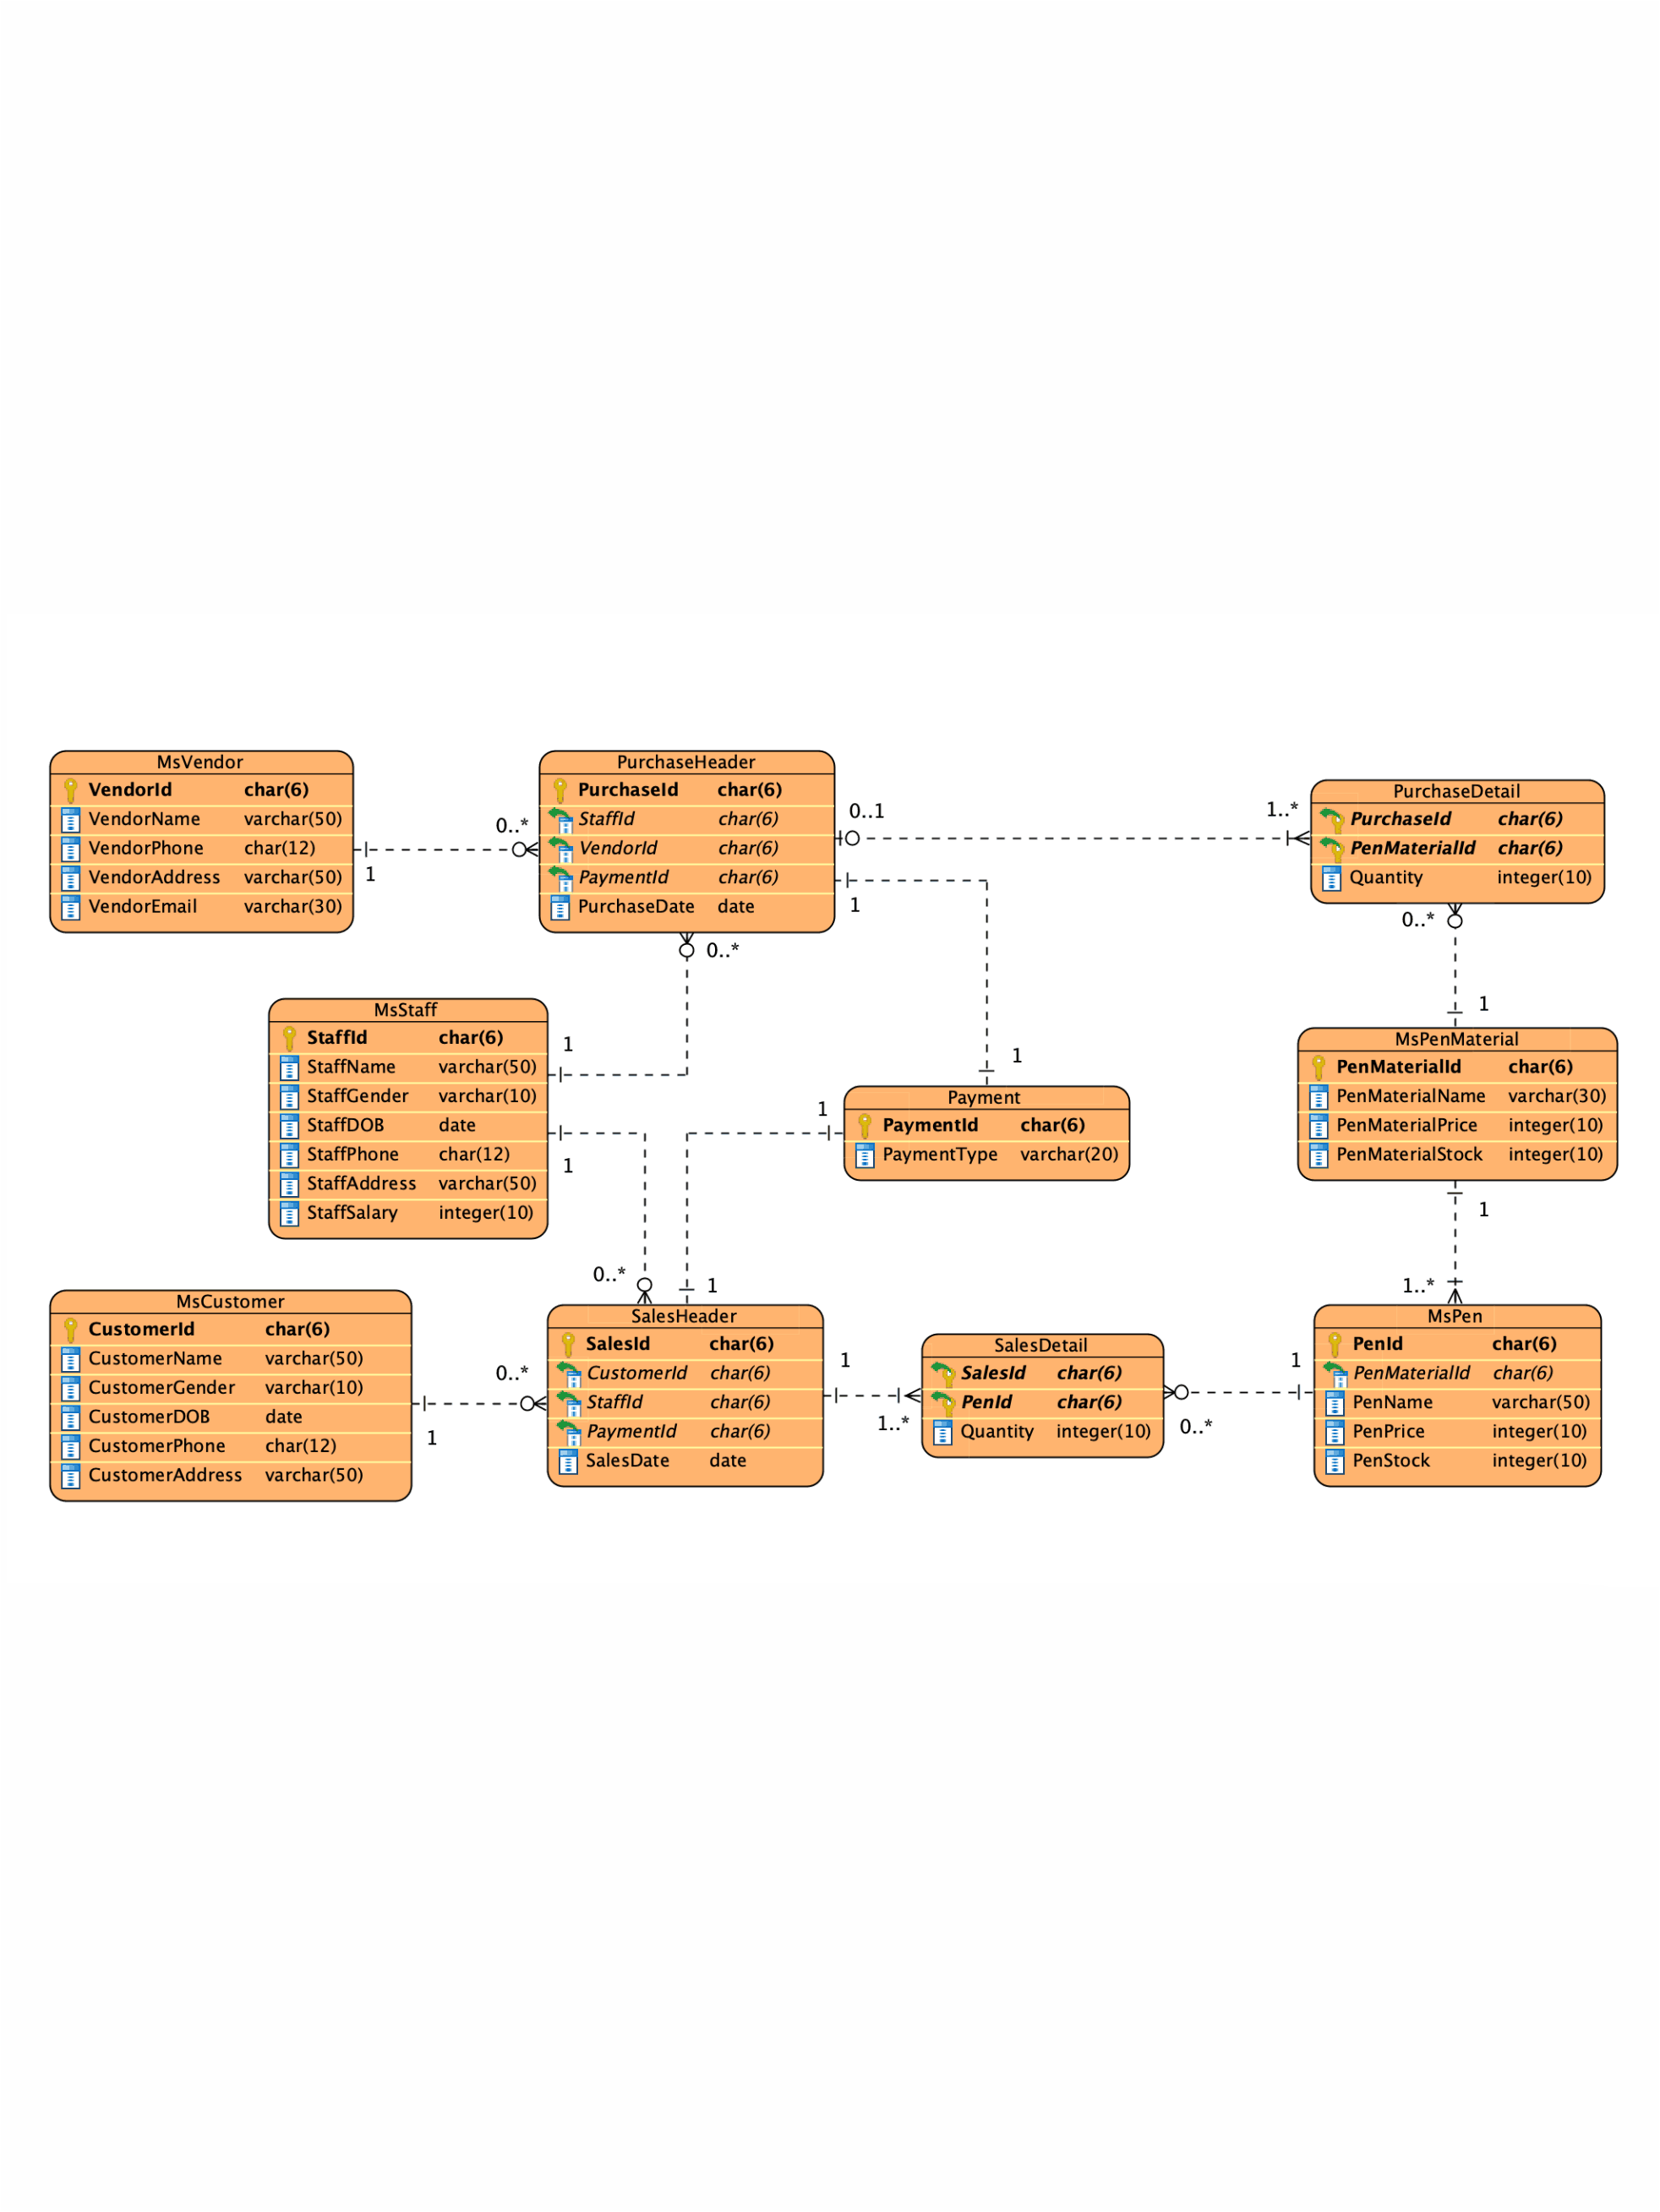 MsVendor
VendorId char(6)
VendorName varchar(50)
VendorPhone char(12)
VendorAddress varchar(50)
VendorEmail varchar(30)
1
0..*
PurchaseHeader
PurchaseId char(6)
StaffId char(6)
VendorId char(6)
PaymentId char(6)
PurchaseDate date
0..1
1..*
1
0..*
PurchaseDetail
PurchaseId char(6)
PenMaterialId char(6)
Quantity integer(10)
0..*
1
MsStaff
StaffId char(6)
StaffName varchar(50)
StaffGender varchar(10)
StaffDOB date
StaffPhone char(12)
StaffAddress varchar(50)
StaffSalary integer(10)
1
1
1
1
Payment
PaymentId char(6)
PaymentType varchar(20)
MsPenMaterial
PenMaterialId char(6)
PenMaterialName varchar(30)
PenMaterialPrice integer(10)
PenMaterialStock integer(10)
1
1..*
0..*
1
MsCustomer
CustomerId char(6)
CustomerName varchar(50)
CustomerGender varchar(10)
CustomerDOB date
CustomerPhone char(12)
CustomerAddress varchar(50)
0..*
1
SalesHeader
SalesId char(6)
CustomerId char(6)
StaffId char(6)
PaymentId char(6)
SalesDate date
1
1..*
SalesDetail
SalesId char(6)
PenId char(6)
Quantity integer(10)
0..*
1
MsPen
PenId char(6)
PenMaterialId char(6)
PenName varchar(50)
PenPrice integer(10)
PenStock integer(10)